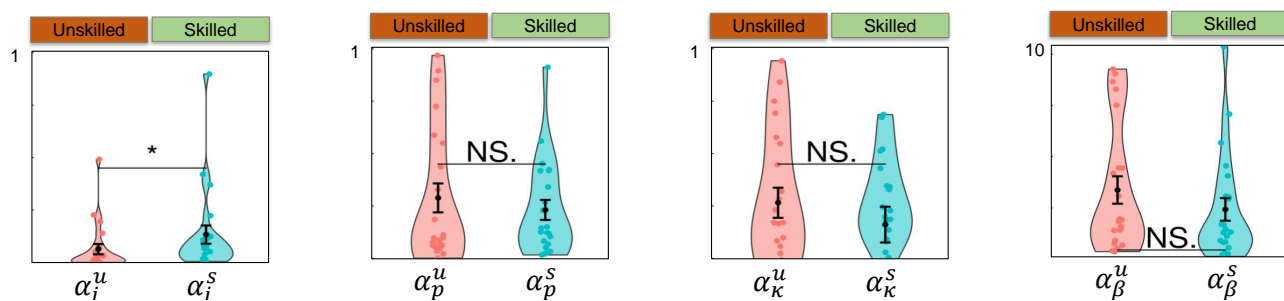 Unskilled Skilled
1
*
α_i^u α_i^s
Unskilled Skilled
1
NS.
α_p^u α_p^s
Unskilled Skilled
1
NS.
α_κ^u α_κ^s
Unskilled Skilled
10
NS.
α_β^u α_β^s